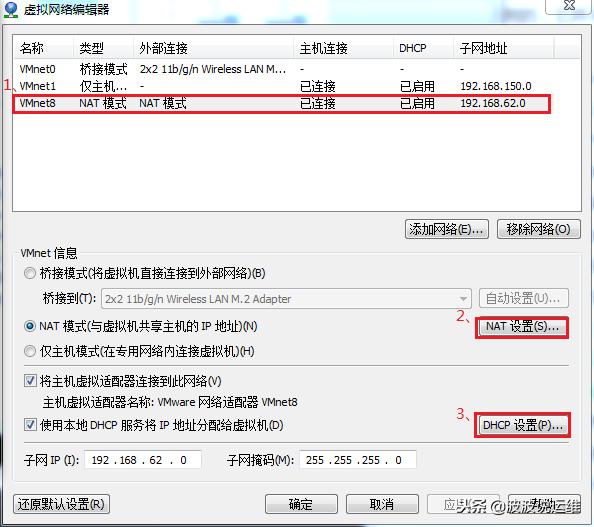 虚拟网络编辑器
名称 类型 外部连接 主机连接 DHCP 子网地址
VMnet0 桥接模式 2x2 11b/g/n Wireless LAN M... - - -
1、
VMnet1 仅主机... - 已连接 已启用 192.168.150.0
VMnet8 NAT 模式 NAT 模式 已连接 已启用 192.168.62.0
添加网络(E)... 移除网络(O)
VMnet 信息
桥接模式(将虚拟机直接连接到外部网络)(B)
桥接到(T): 2x2 11b/g/n Wireless LAN M.2 Adapter 自动设置(U)...
2、
NAT 模式(与虚拟机共享主机的 IP 地址)(N) NAT 设置(S)...
仅主机模式(在专用网络内连接虚拟机)(H)
将主机虚拟适配器连接到此网络(V)
主机虚拟适配器名称: VMware 网络适配器 VMnet8
3、
使用本地 DHCP 服务将 IP 地址分配给虚拟机(D) DHCP 设置(P)...
子网 IP (I): 192 . 168 . 62 . 0 子网掩码(M): 255 . 255 . 255 . 0
还原默认设置(R) 确定 取消
头条 @波波说运维